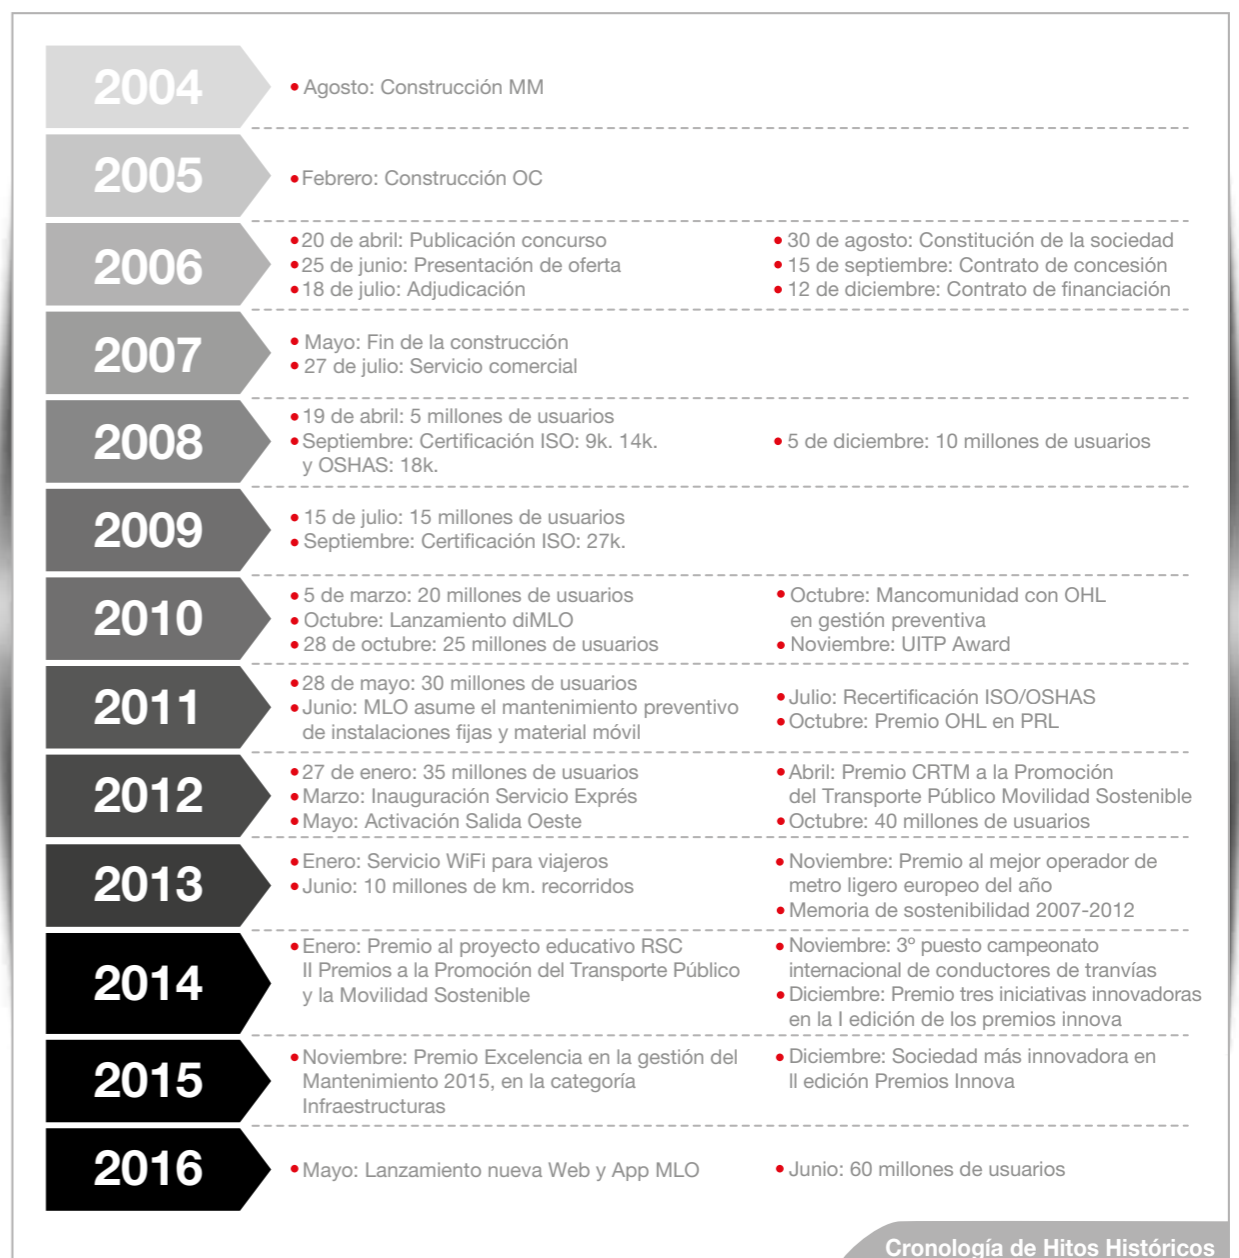 2004
• Agosto: Construcción MM
2005
• Febrero: Construcción OC
2006
• 20 de abril: Publicación concurso
• 25 de junio: Presentación de oferta
• 18 de julio: Adjudicación
• 30 de agosto: Constitución de la sociedad
• 15 de septiembre: Contrato de concesión
• 12 de diciembre: Contrato de financiación
2007
• Mayo: Fin de la construcción
• 27 de julio: Servicio comercial
2008
• 19 de abril: 5 millones de usuarios
• Septiembre: Certificación ISO: 9k. 14k.
y OSHAS: 18k.
• 5 de diciembre: 10 millones de usuarios
2009
• 15 de julio: 15 millones de usuarios
• Septiembre: Certificación ISO: 27k.
2010
• 5 de marzo: 20 millones de usuarios
• Octubre: Lanzamiento diMLO
• 28 de octubre: 25 millones de usuarios
• Octubre: Mancomunidad con OHL
en gestión preventiva
• Noviembre: UITP Award
2011
• 28 de mayo: 30 millones de usuarios
• Junio: MLO asume el mantenimiento preventivo
de instalaciones fijas y material móvil
• Julio: Recertificación ISO/OSHAS
• Octubre: Premio OHL en PRL
2012
• 27 de enero: 35 millones de usuarios
• Marzo: Inauguración Servicio Exprés
• Mayo: Activación Salida Oeste
• Abril: Premio CRTM a la Promoción
del Transporte Público Movilidad Sostenible
• Octubre: 40 millones de usuarios
2013
• Enero: Servicio WiFi para viajeros
• Junio: 10 millones de km. recorridos
• Noviembre: Premio al mejor operador de
metro ligero europeo del año
• Memoria de sostenibilidad 2007-2012
2014
• Enero: Premio al proyecto educativo RSC
II Premios a la Promoción del Transporte Público
y la Movilidad Sostenible
• Noviembre: 3º puesto campeonato
internacional de conductores de tranvías
• Diciembre: Premio tres iniciativas innovadoras
en la I edición de los premios innova
2015
• Noviembre: Premio Excelencia en la gestión del
Mantenimiento 2015, en la categoría
Infraestructuras
• Diciembre: Sociedad más innovadora en
II edición Premios Innova
2016
• Mayo: Lanzamiento nueva Web y App MLO
• Junio: 60 millones de usuarios
Cronología de Hitos Históricos